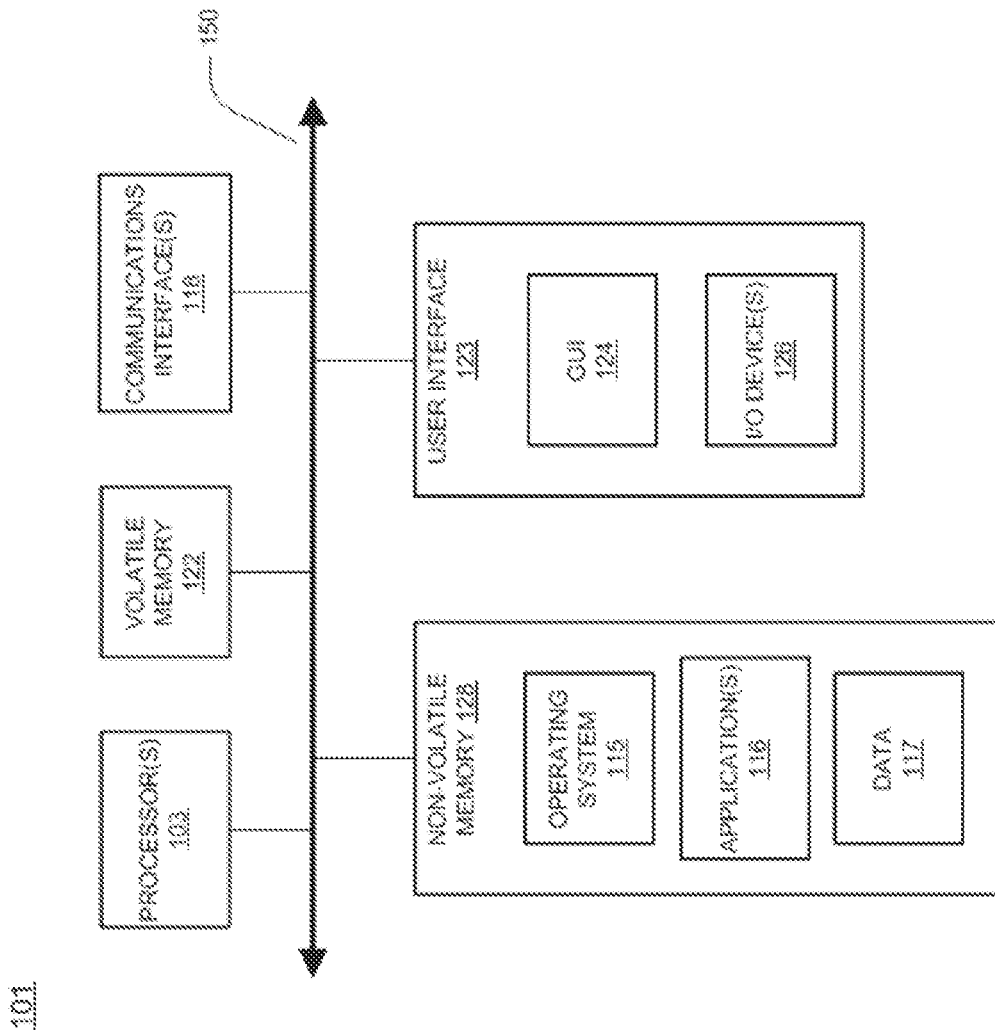 101
PROCESSOR(S)
103
VOLATILE
MEMORY
122
COMMUNICATIONS
INTERFACE(S)
118
150
NON-VOLATILE
MEMORY 128
OPERATING
SYSTEM
115
APPLICATION(S)
116
DATA
117
USER INTERFACE
123
GUI
124
I/O DEVICE(S)
126